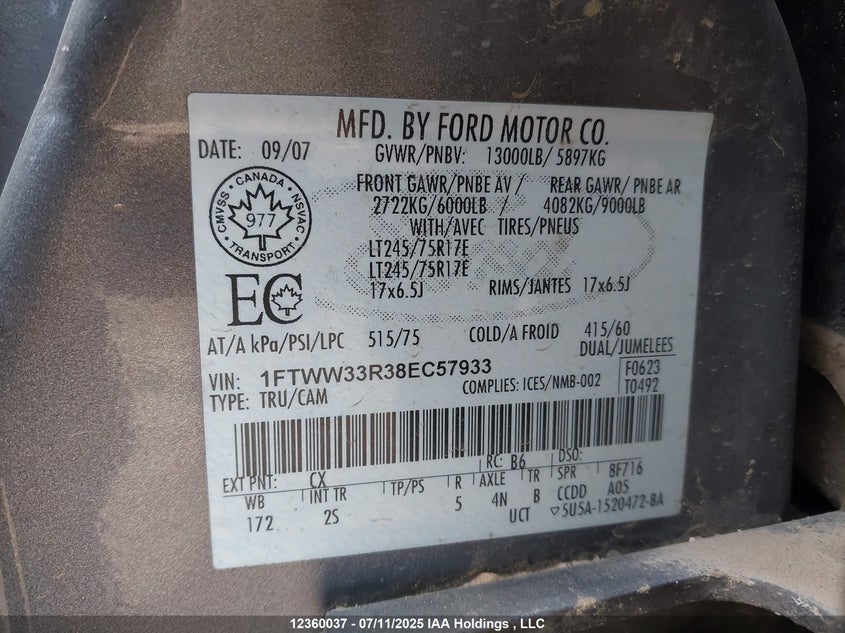 MFD. BY FORD MOTOR CO.
DATE: 09/07
GVWR/PNBV: 13000LB/ 5897KG
FRONT GAWR/PNBE AV / REAR GAWR/ PNBE AR
2722KG/6000LB / 4082KG/9000LB
WITH/AVEC TIRES/PNEUS
LT245/75R17E
LT245/75R17E
17x6.5J RIMS/JANTES 17x6.5J
CMVSS • CANADA • NSVAC
977
• TRANSPORT •
EC
AT/A kPa/PSI/LPC 515/75 COLD/A FROID 415/60
DUAL/JUMELEES
VIN: 1FTWW33R38EC57933
COMPLIES: ICES/NMB-002
F0623
T0492
TYPE: TRU/CAM
EXT PNT: CX RC: B6 DSO:
WB INT TR TP/PS R AXLE TR SPR 8F716
172 2S 5 4N B CCDD A05
UCT ▽5U5A-1520472-BA
12360037 - 07/11/2025 IAA Holdings , LLC